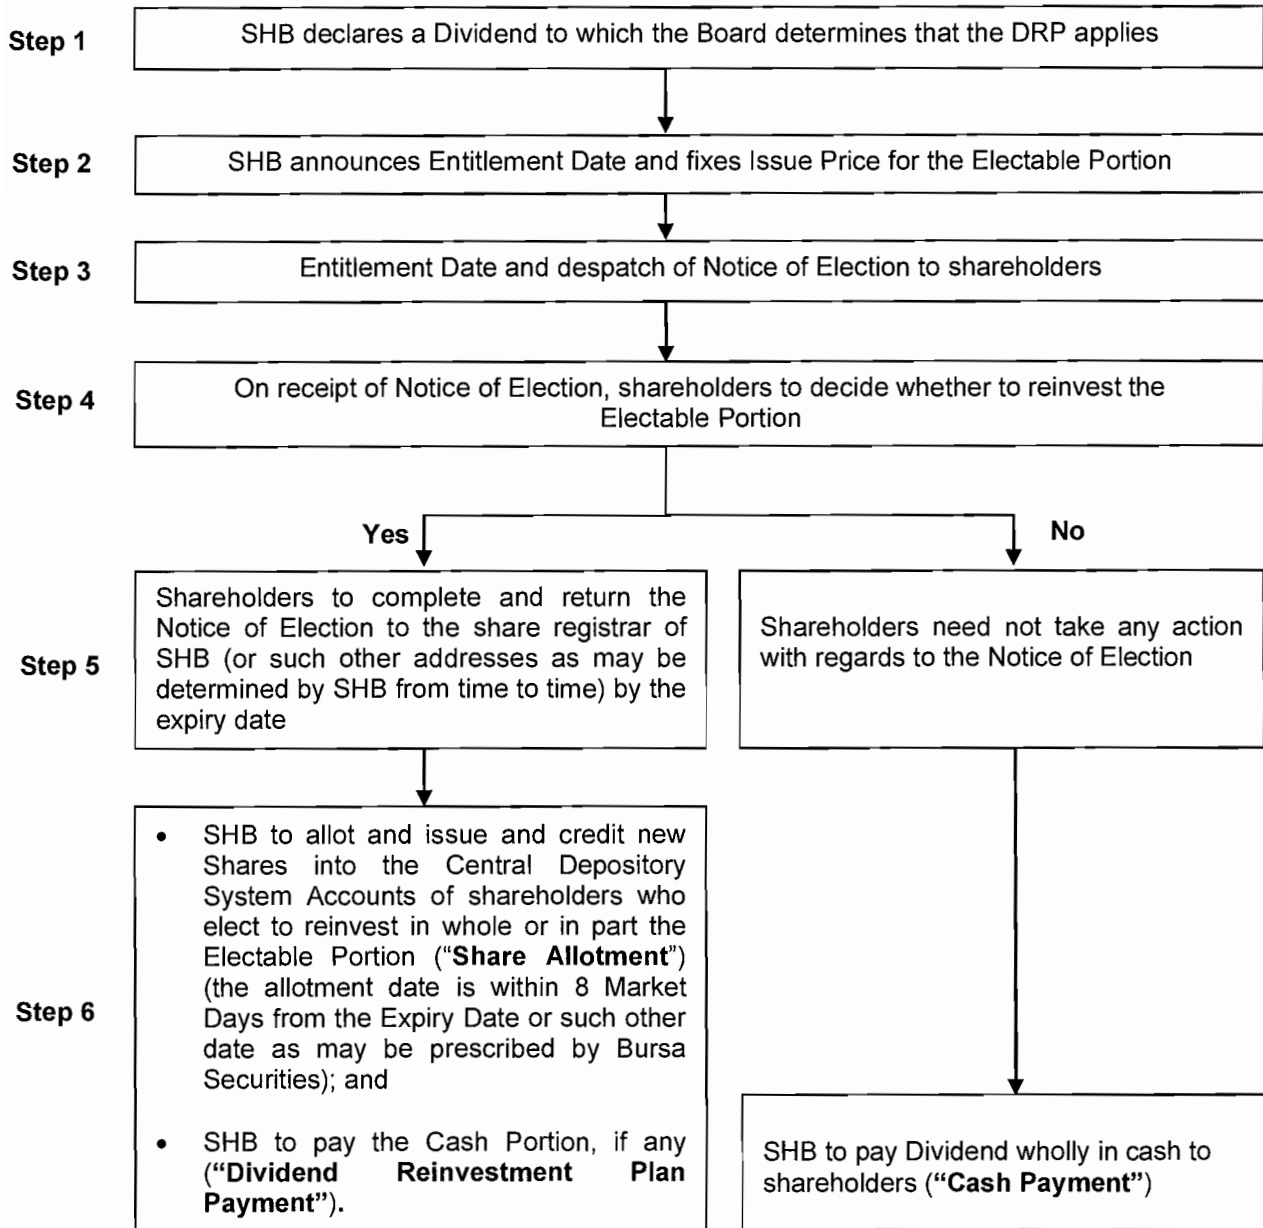 Step 1
SHB declares a Dividend to which the Board determines that the DRP applies
Step 2
SHB announces Entitlement Date and fixes Issue Price for the Electable Portion
Step 3
Entitlement Date and despatch of Notice of Election to shareholders
Step 4
On receipt of Notice of Election, shareholders to decide whether to reinvest the
Electable Portion
Yes
No
Step 5
Shareholders to complete and return the
Notice of Election to the share registrar of
SHB (or such other addresses as may be
determined by SHB from time to time) by the
expiry date
Shareholders need not take any action
with regards to the Notice of Election
Step 6
• SHB to allot and issue and credit new
Shares into the Central Depository
System Accounts of shareholders who
elect to reinvest in whole or in part the
Electable Portion (“Share Allotment”)
(the allotment date is within 8 Market
Days from the Expiry Date or such other
date as may be prescribed by Bursa
Securities); and
• SHB to pay the Cash Portion, if any
(“Dividend Reinvestment Plan
Payment”).
SHB to pay Dividend wholly in cash to
shareholders (“Cash Payment”)